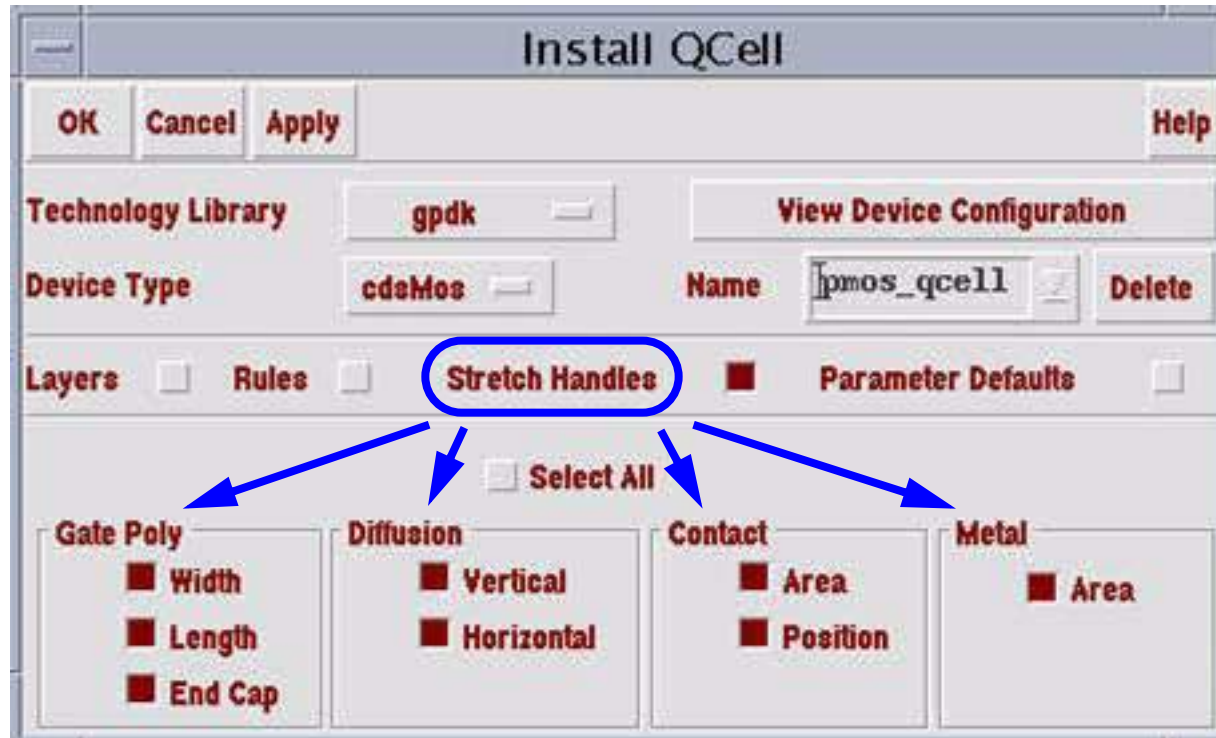 Install QCell
OK Cancel Apply Help
Technology Library gpdk View Device Configuration
Device Type cdsMos Name pmos_qcell Delete
Layers Rules Stretch Handles Parameter Defaults
Select All
Gate Poly Diffusion Contact Metal
Width Vertical Area Area
Length Horizontal Position
End Cap